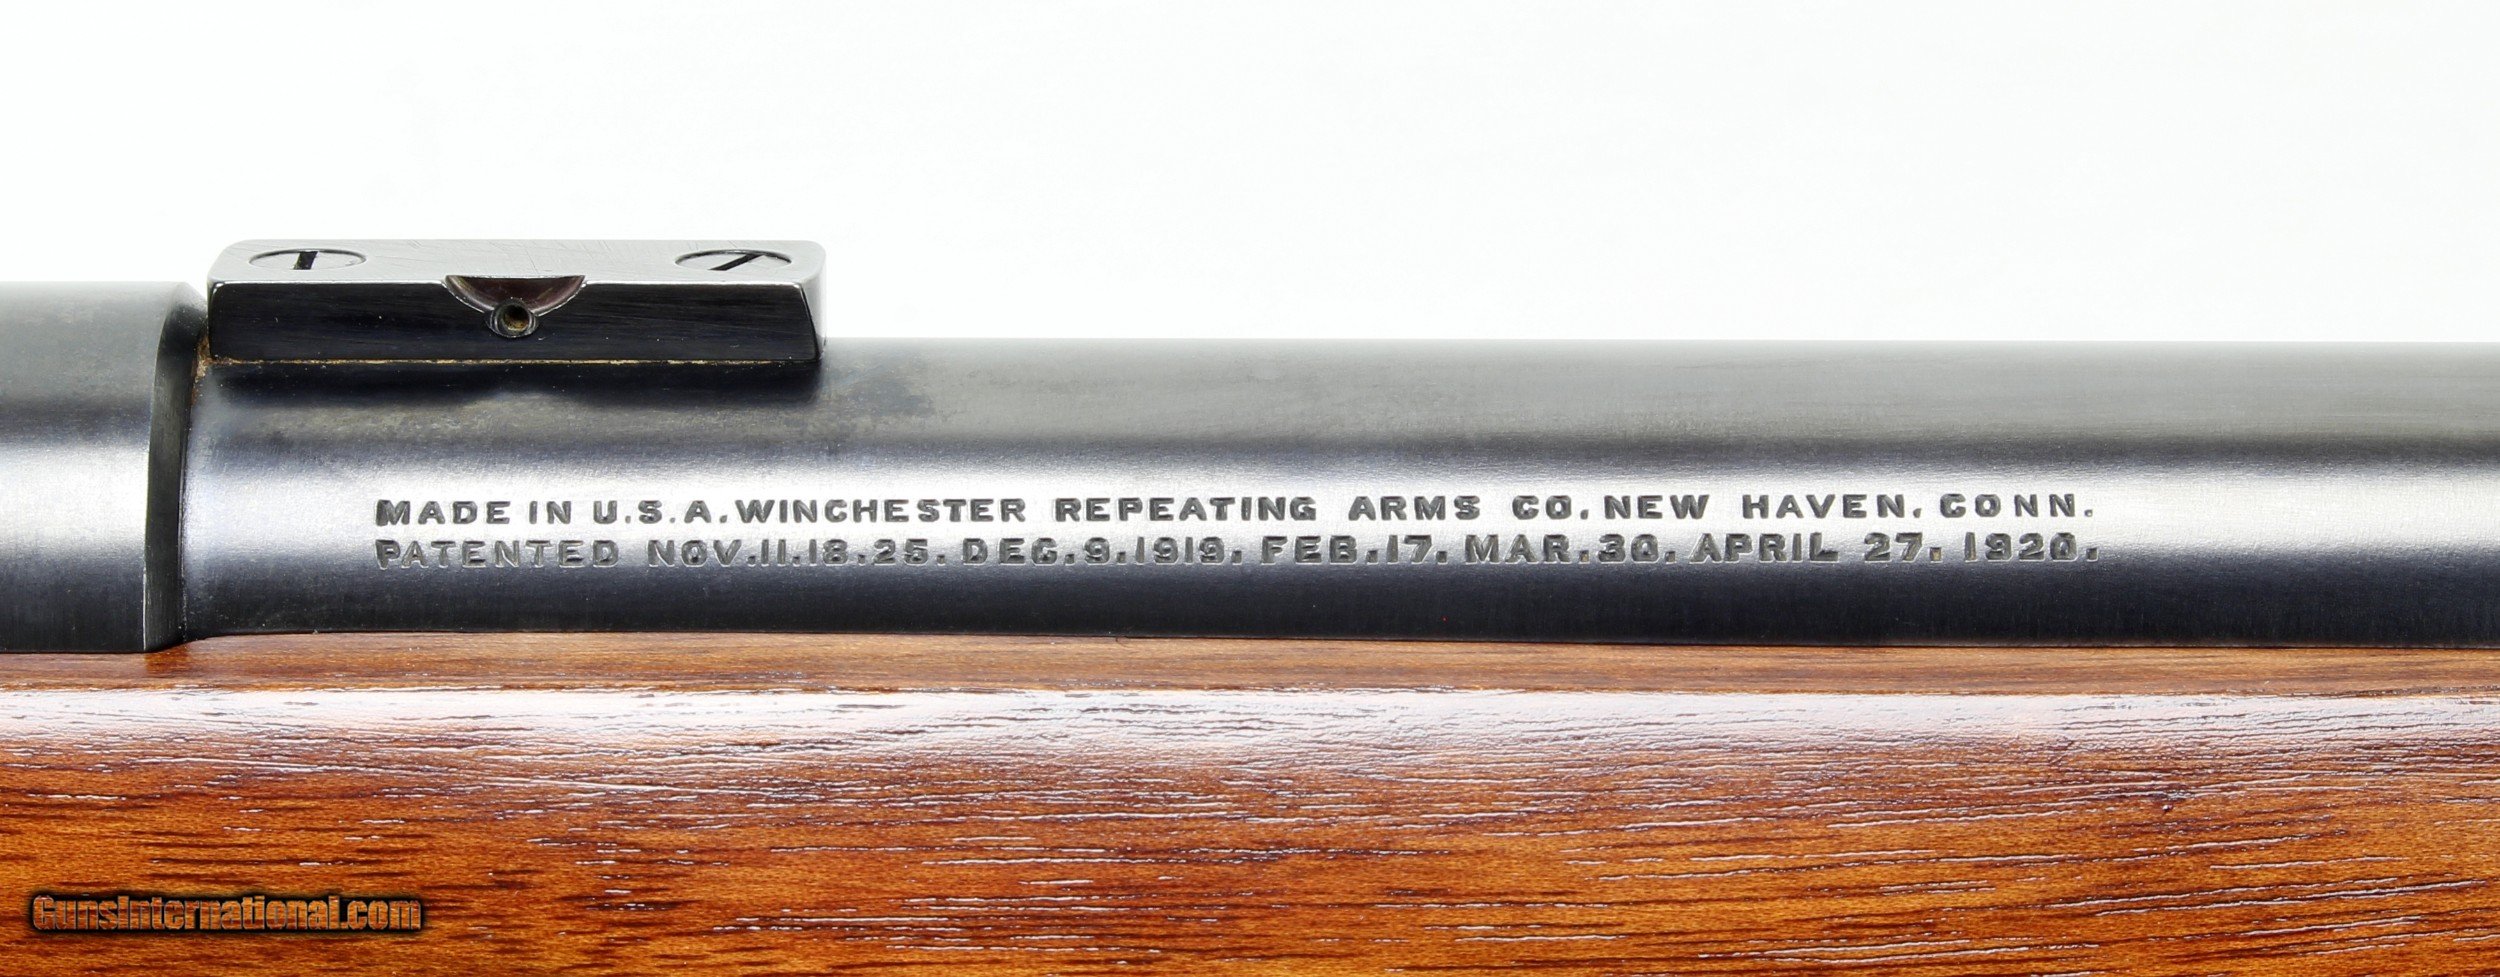 MADE IN U.S.A. WINCHESTER REPEATING ARMS CO. NEW HAVEN. CONN.
PATENTED NOV.11.18.25. DEC.9.1919. FEB.17. MAR.30. APRIL 27. 1920.
GunsInternational.com